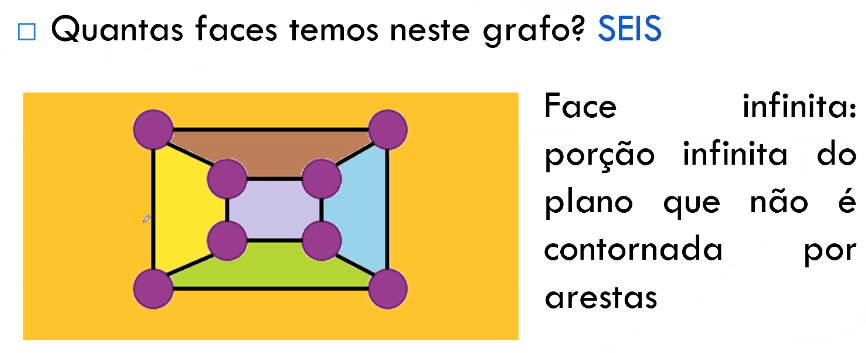 Quantas faces temos neste grafo? SEIS
Face infinita:
porção infinita do
plano que não é
contornada por
arestas